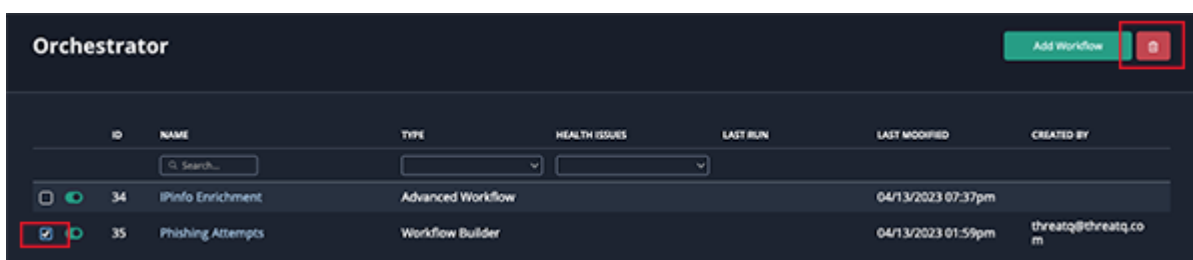 Orchestrator
Add Workflow
ID NAME TYPE HEALTH ISSUES LAST RUN LAST MODIFIED CREATED BY
Search...
34 IPinfo Enrichment Advanced Workflow 04/13/2023 07:37pm
35 Phishing Attempts Workflow Builder 04/13/2023 01:59pm threatq@threatq.co
m